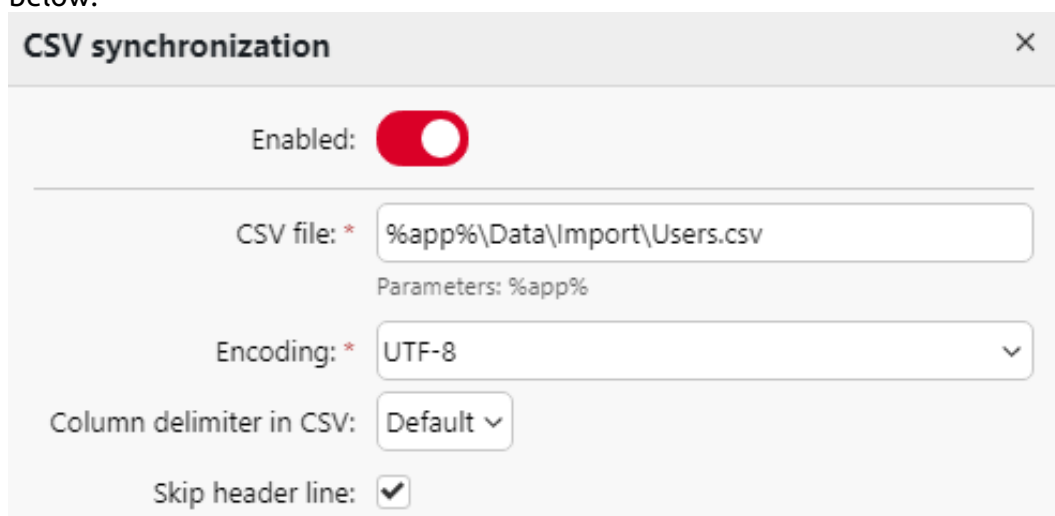 below:
CSV synchronization
Enabled:
CSV file: * %app%\Data\Import\Users.csv
Parameters: %app%
Encoding: * UTF-8
Column delimiter in CSV: Default
Skip header line: